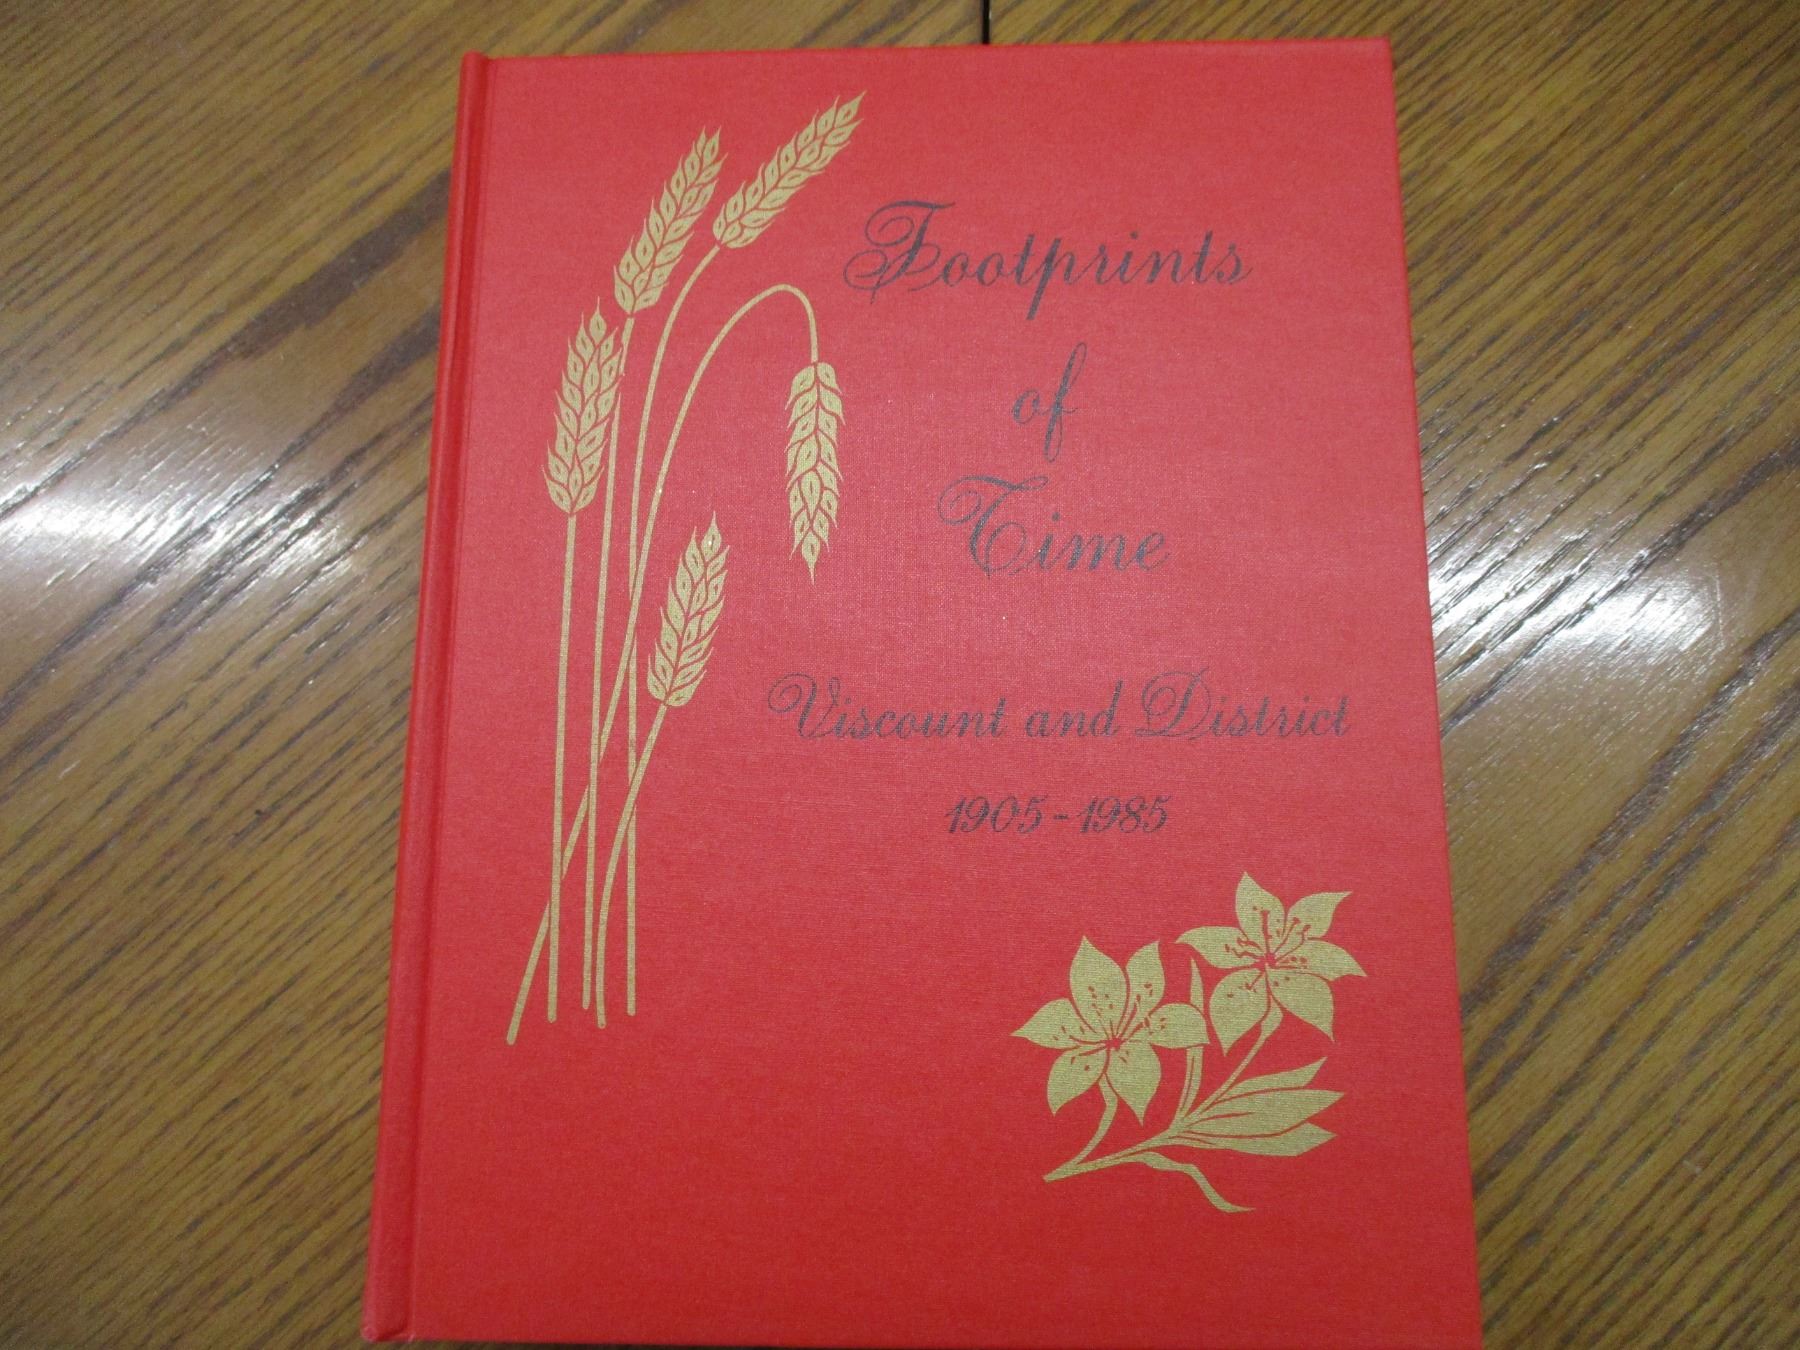 Footprints
of
Time
Viscount and District
1905-1985